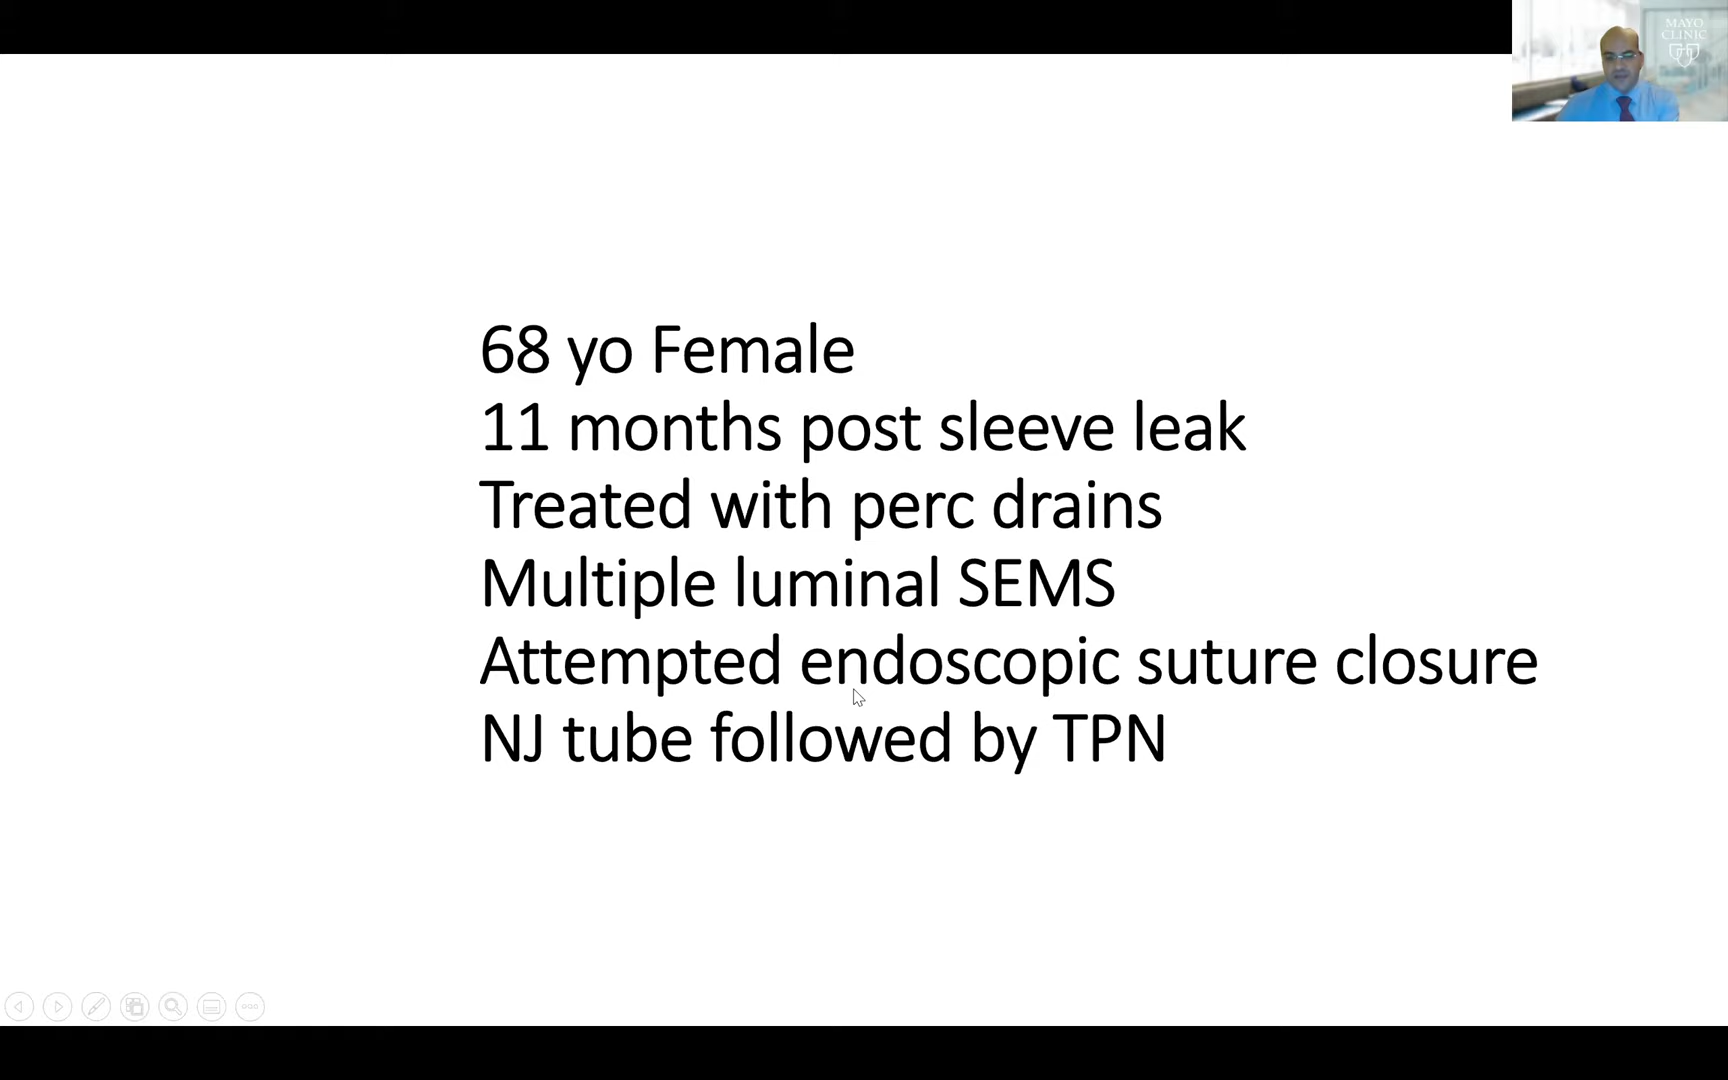 MAYO
CLINIC
68 yo Female
11 months post sleeve leak
Treated with perc drains
Multiple luminal SEMS
Attempted endoscopic suture closure
NJ tube followed by TPN